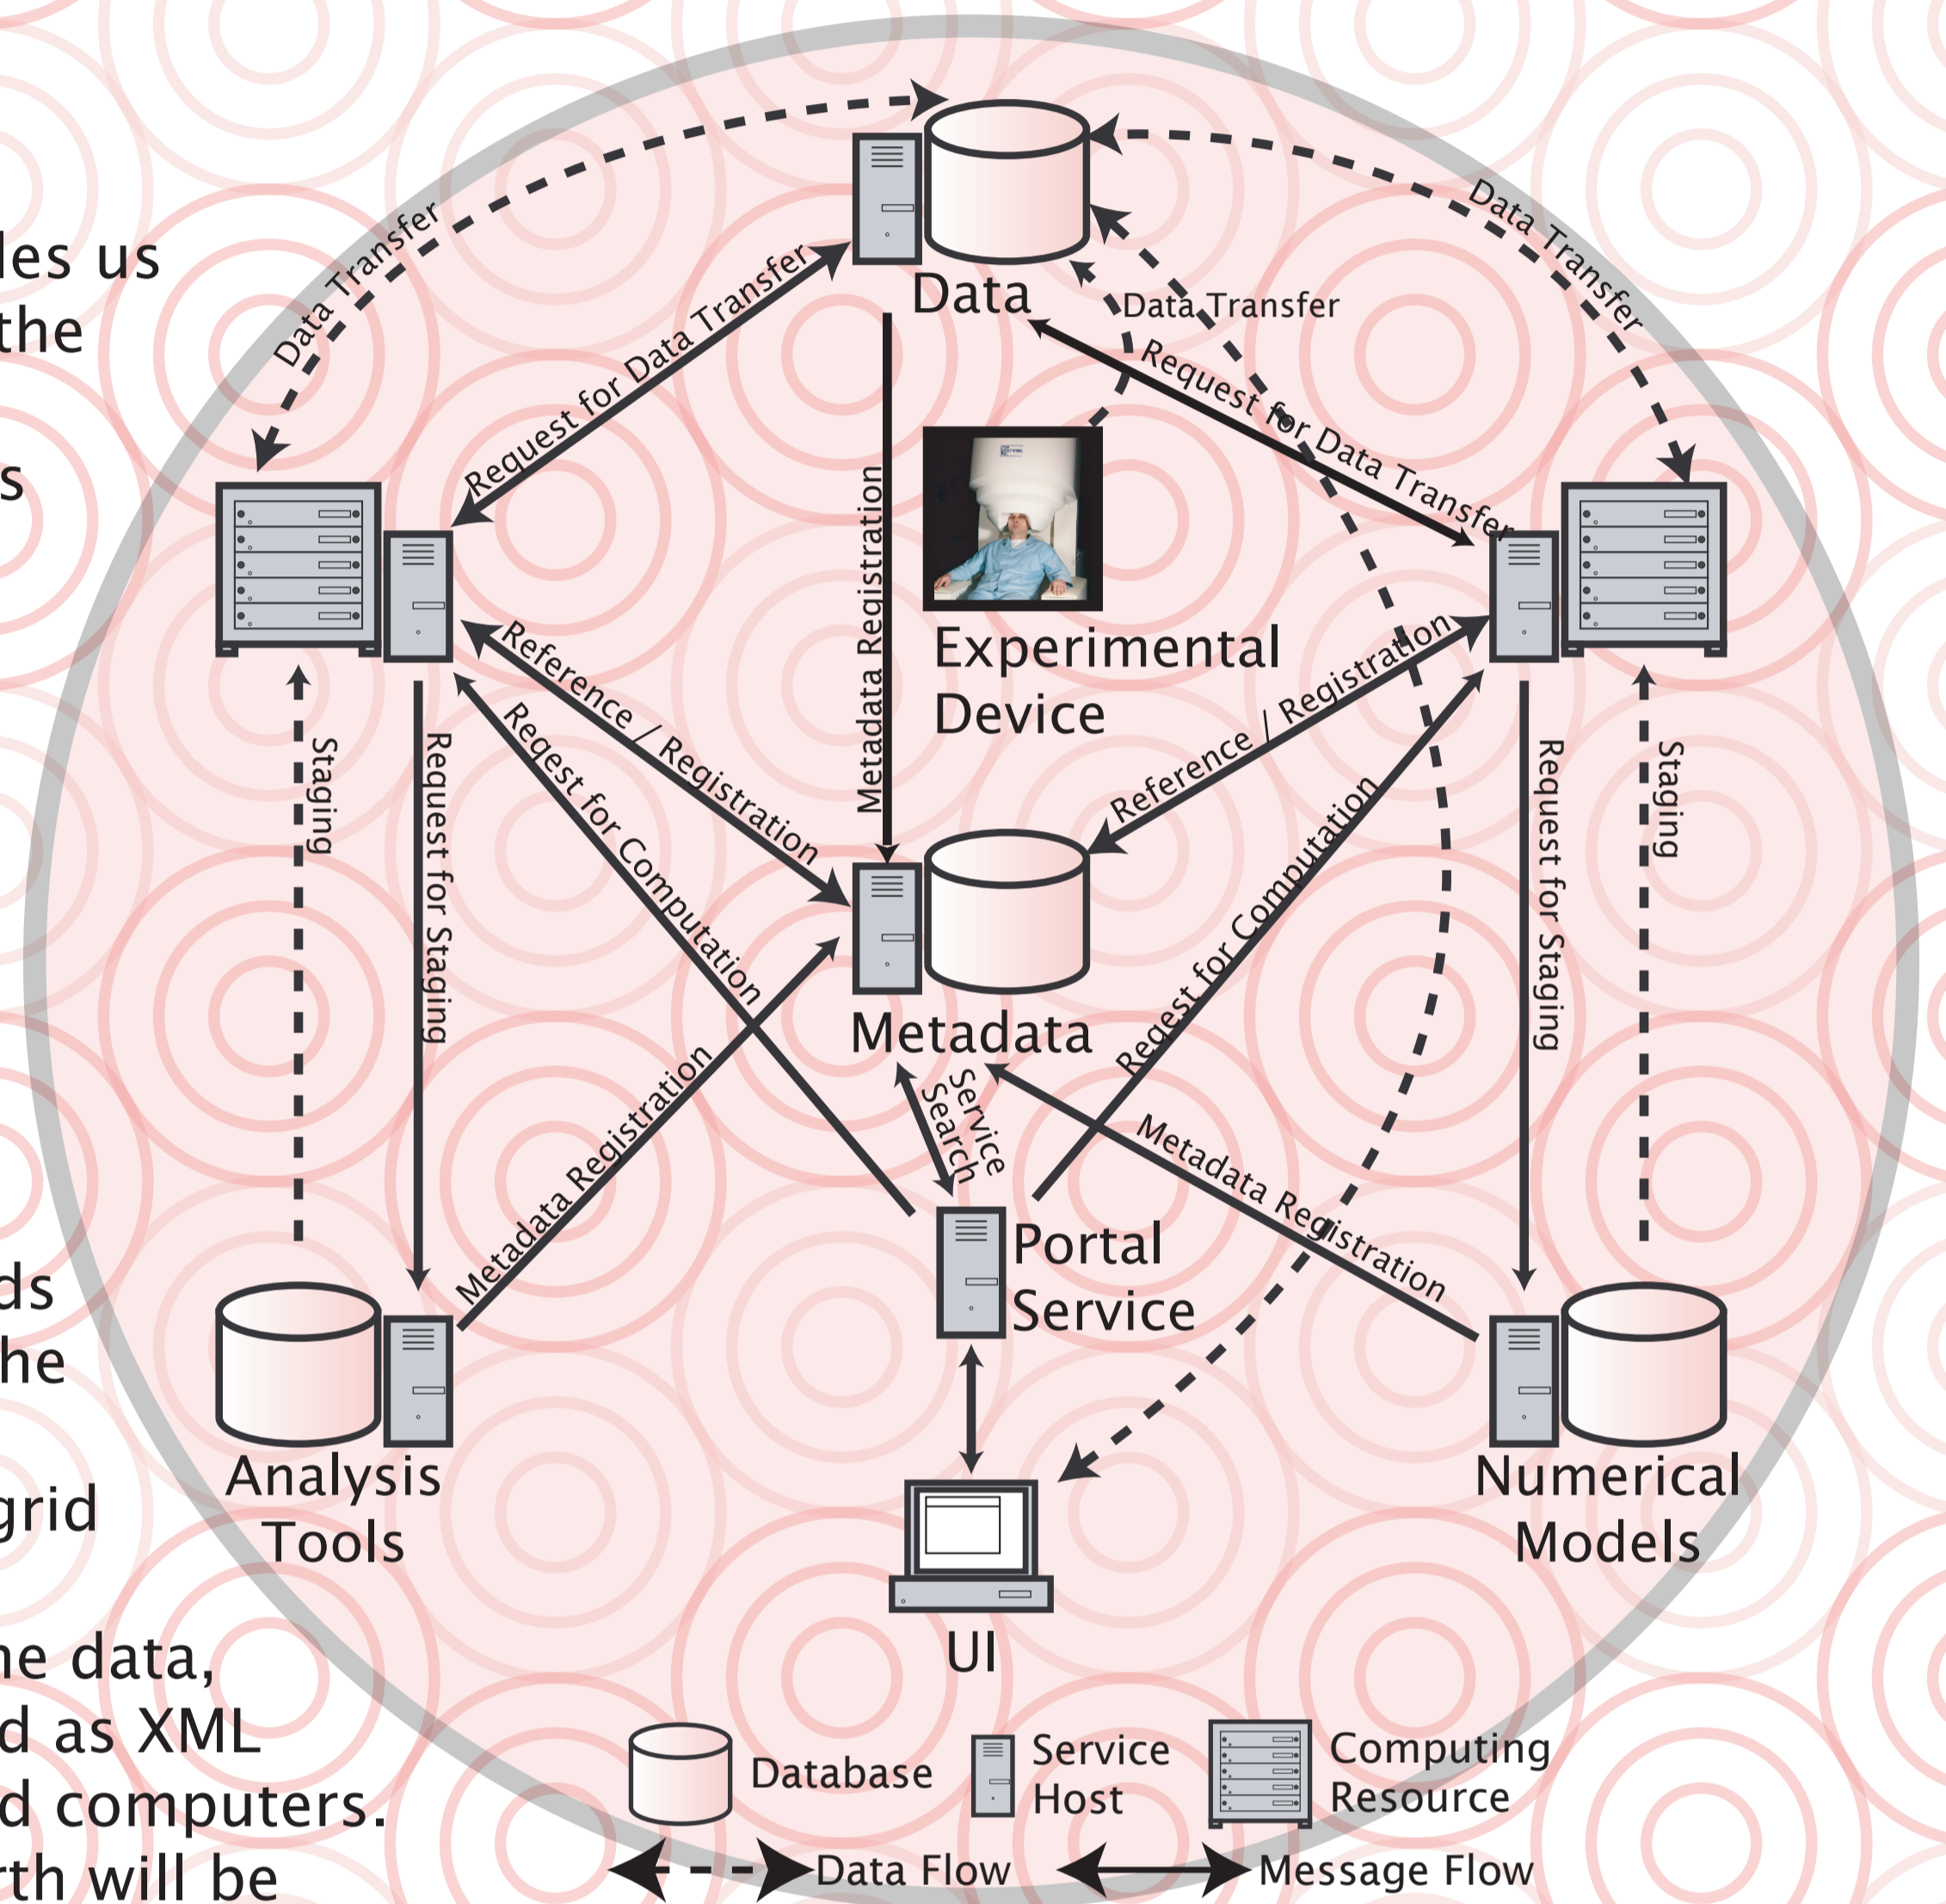 les us
the
s
ds
he
grid
ne data,
d as XML
d computers.
rth will be
Data Transfer
Data Transfer
Data
Data Transfer
Request for Data Transfer
Request for Data Transfer
Metadata Registration
Experimental
Device
Reference / Registration
Reference / Registration
Reqest for Computation
Reqest for Computation
Staging
Request for Staging
Request for Staging
Staging
Metadata
Service
Search
Metadata Registration
Metadata Registration
Portal
Service
Analysis
Tools
Numerical
Models
UI
Database
Service
Host
Computing
Resource
Data Flow
Message Flow